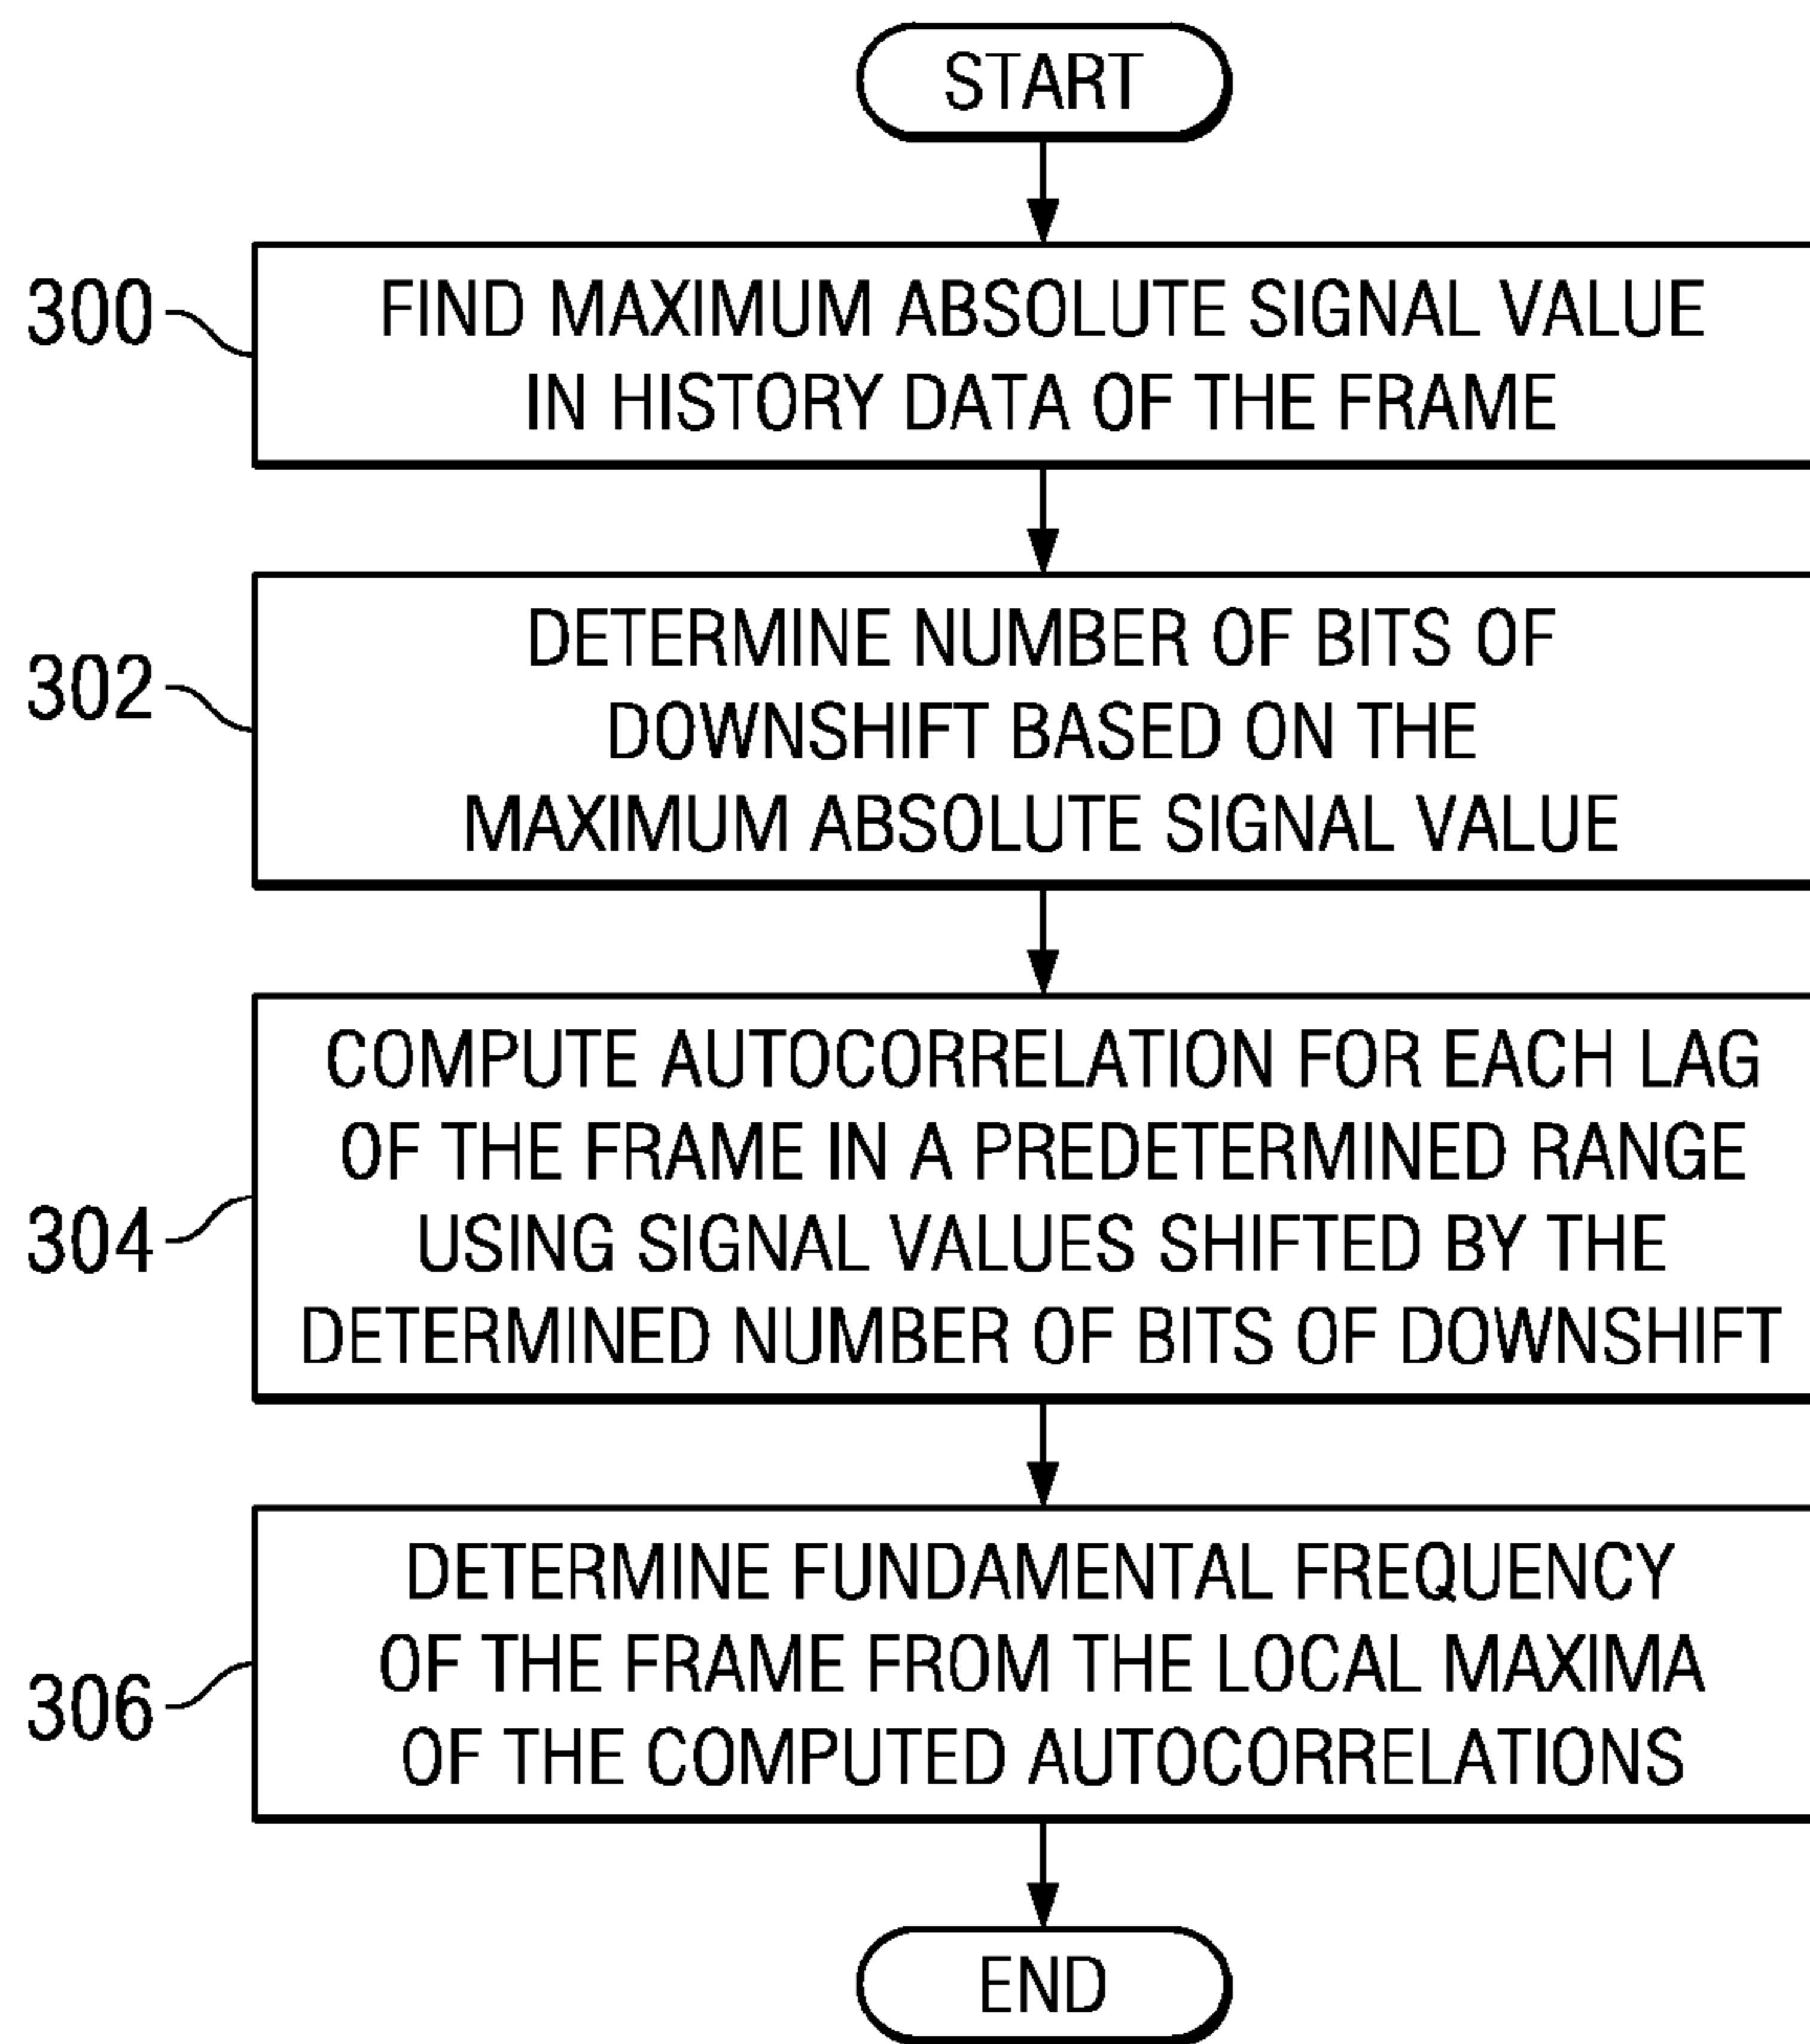 START
300
FIND MAXIMUM ABSOLUTE SIGNAL VALUE
IN HISTORY DATA OF THE FRAME
302
DETERMINE NUMBER OF BITS OF
DOWNSHIFT BASED ON THE
MAXIMUM ABSOLUTE SIGNAL VALUE
304
COMPUTE AUTOCORRELATION FOR EACH LAG
OF THE FRAME IN A PREDETERMINED RANGE
USING SIGNAL VALUES SHIFTED BY THE
DETERMINED NUMBER OF BITS OF DOWNSHIFT
306
DETERMINE FUNDAMENTAL FREQUENCY
OF THE FRAME FROM THE LOCAL MAXIMA
OF THE COMPUTED AUTOCORRELATIONS
END